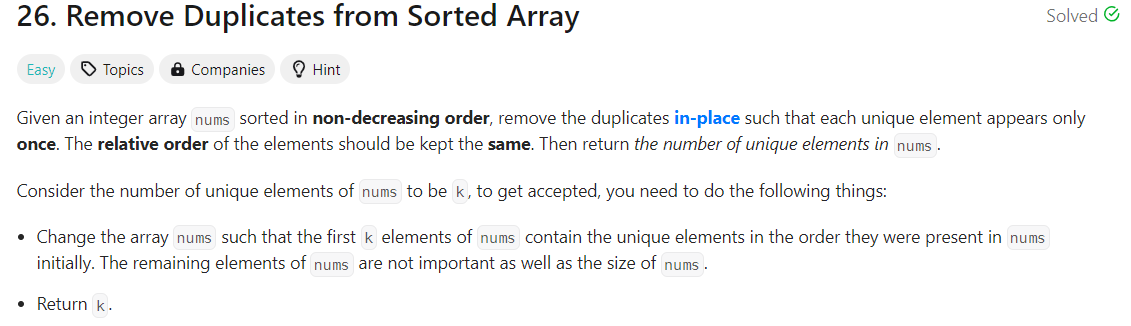 26. Remove Duplicates from Sorted Array
Solved
Easy
Topics
Companies
Hint
Given an integer array nums sorted in non-decreasing order, remove the duplicates in-place such that each unique element appears only
once. The relative order of the elements should be kept the same. Then return the number of unique elements in nums.
Consider the number of unique elements of nums to be k, to get accepted, you need to do the following things:
• Change the array nums such that the first k elements of nums contain the unique elements in the order they were present in nums
initially. The remaining elements of nums are not important as well as the size of nums.
• Return k.